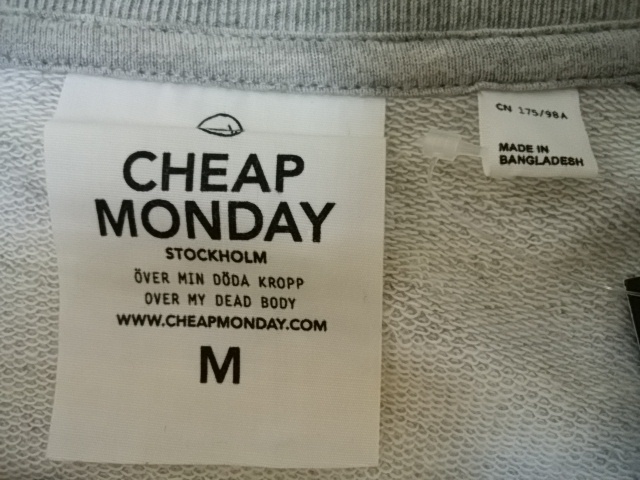 CHEAP
MONDAY
STOCKHOLM
ÖVER MIN DÖDA KROPP
OVER MY DEAD BODY
WWW.CHEAPMONDAY.COM
M
CN 175/98A
MADE IN
BANGLADESH